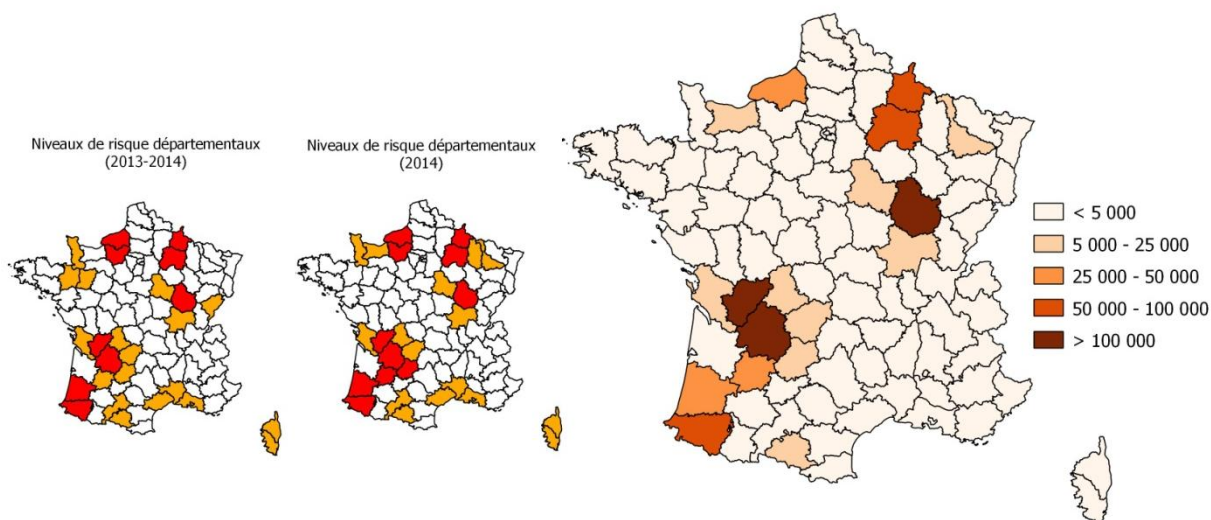 Niveaux de risque départementaux
(2013-2014)
Niveaux de risque départementaux
(2014)
< 5 000
5 000 - 25 000
25 000 - 50 000
50 000 - 100 000
> 100 000